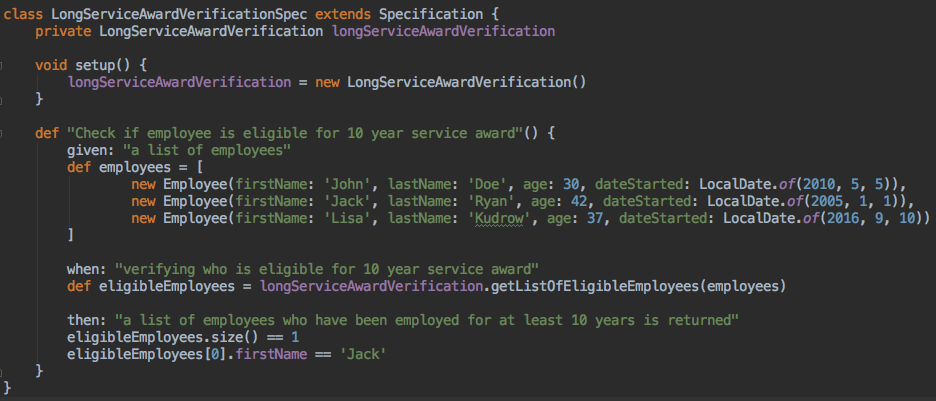 class LongServiceAwardVerificationSpec extends Specification {
    private LongServiceAwardVerification longServiceAwardVerification

    void setup() {
        longServiceAwardVerification = new LongServiceAwardVerification()
    }

    def "Check if employee is eligible for 10 year service award"() {
        given: "a list of employees"
        def employees = [
                new Employee(firstName: 'John', lastName: 'Doe', age: 30, dateStarted: LocalDate.of(2010, 5, 5)),
                new Employee(firstName: 'Jack', lastName: 'Ryan', age: 42, dateStarted: LocalDate.of(2005, 1, 1)),
                new Employee(firstName: 'Lisa', lastName: 'Kudrow', age: 37, dateStarted: LocalDate.of(2016, 9, 10))
        ]

        when: "verifying who is eligible for 10 year service award"
        def eligibleEmployees = longServiceAwardVerification.getListOfEligibleEmployees(employees)

        then: "a list of employees who have been employed for at least 10 years is returned"
        eligibleEmployees.size() == 1
        eligibleEmployees[0].firstName == 'Jack'
    }
}